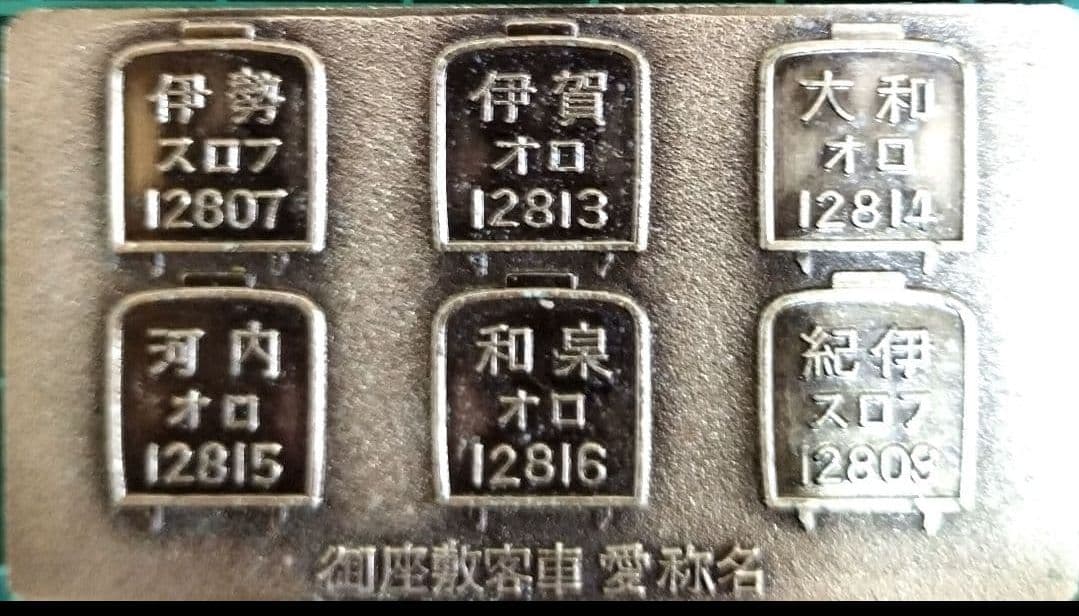 伊勢
スロフ
12807
伊賀
オロ
12813
大和
オロ
12814
河内
オロ
12815
和泉
オロ
12816
紀伊
スロフ
12809
御座敷客車 愛称名